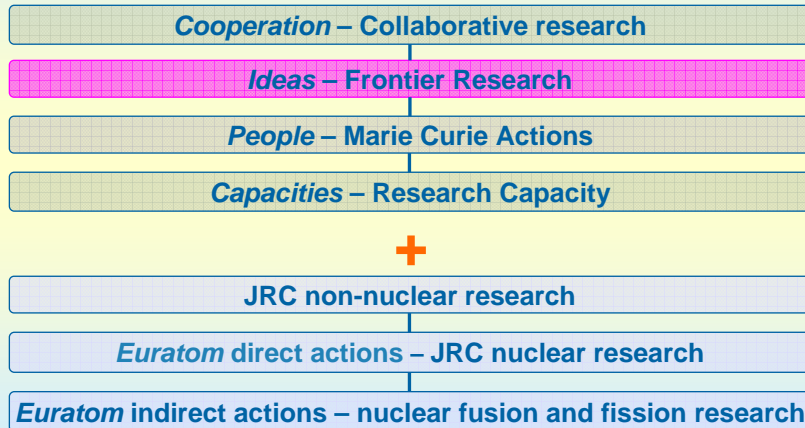 Cooperation – Collaborative research
Ideas – Frontier Research
People – Marie Curie Actions
Capacities – Research Capacity
+
JRC non-nuclear research
Euratom direct actions – JRC nuclear research
Euratom indirect actions – nuclear fusion and fission research